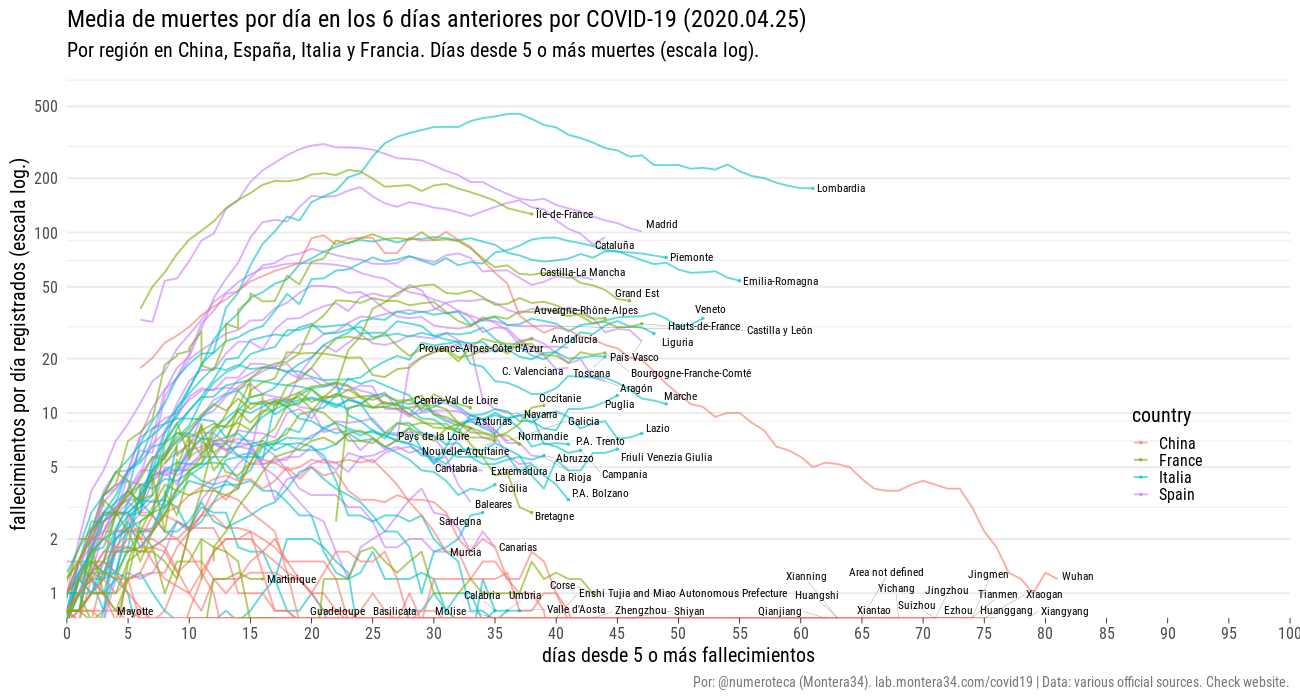 Media de muertes por día en los 6 días anteriores por COVID-19 (2020.04.25)
Por región en China, España, Italia y Francia. Días desde 5 o más muertes (escala log).
fallecimientos por día registrados (escala log.)
500
200
100
50
20
10
5
2
1
Lombardia
Île-de-France
Madrid
Cataluña
Piemonte
Castilla-La Mancha
Emilia-Romagna
Grand Est
Auvergne-Rhône-Alpes
Veneto
Hauts-de-France
Castilla y León
Andalucía
Liguria
Provence-Alpes-Côte d'Azur
País Vasco
C. Valenciana
Toscana
Bourgogne-Franche-Comté
Aragón
Centre-Val de Loire
Occitanie
Puglia
Marche
Navarra
Asturias
Galicia
Lazio
Pays de la Loire
Normandie
P.A. Trento
Nouvelle-Aquitaine
Abruzzo
Friuli Venezia Giulia
Cantabria
Extremadura
La Rioja
Campania
Sicilia
P.A. Bolzano
Baleares
Sardegna
Bretagne
Murcia
Canarias
Martinique
Corse
Xianning
Area not defined
Jingmen
Wuhan
Calabria
Umbria
Enshi Tujia and Miao Autonomous Prefecture
Huangshi
Yichang
Jingzhou
Tianmen
Xiaogan
Suizhou
Mayotte
Guadeloupe
Basilicata
Molise
Valle d'Aosta
Zhengzhou
Shiyan
Qianjiang
Xiantao
Ezhou
Huanggang
Xiangyang
0
5
10
15
20
25
30
35
40
45
50
55
60
65
70
75
80
85
90
95
100
días desde 5 o más fallecimientos
country
China
France
Italia
Spain
Por: @numeroteca (Montera34). lab.montera34.com/covid19 | Data: various official sources. Check website.